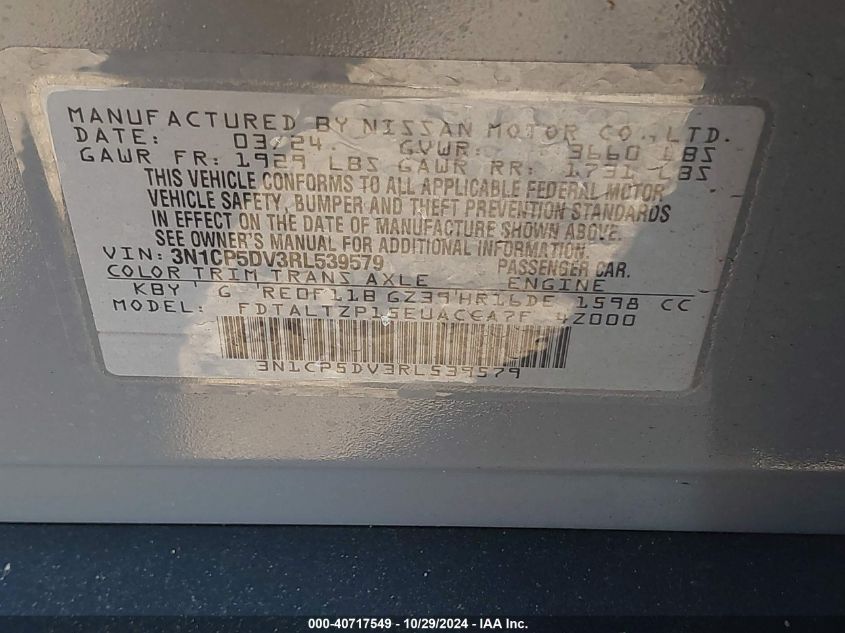 MANUFACTURED BY NISSAN MOTOR CO., LTD.
DATE: 03/24 GVWR: 3660 LBS
GAWR FR: 1929 LBS GAWR RR: 1731 LBS
THIS VEHICLE CONFORMS TO ALL APPLICABLE FEDERAL MOTOR
VEHICLE SAFETY, BUMPER AND THEFT PREVENTION STANDARDS
IN EFFECT ON THE DATE OF MANUFACTURE SHOWN ABOVE.
SEE OWNER'S MANUAL FOR ADDITIONAL INFORMATION.
VIN: 3N1CP5DV3RL539579 PASSENGER CAR.
COLOR TRIM TRANS AXLE ENGINE
KBY G RE0F11B GZ39 HR16DE 1598 CC
MODEL: FDTALTZP15EUACCA7F 4Z000
3N1CP5DV3RL539579
000-40717549 | 10/29/2024 - Copart, IAA